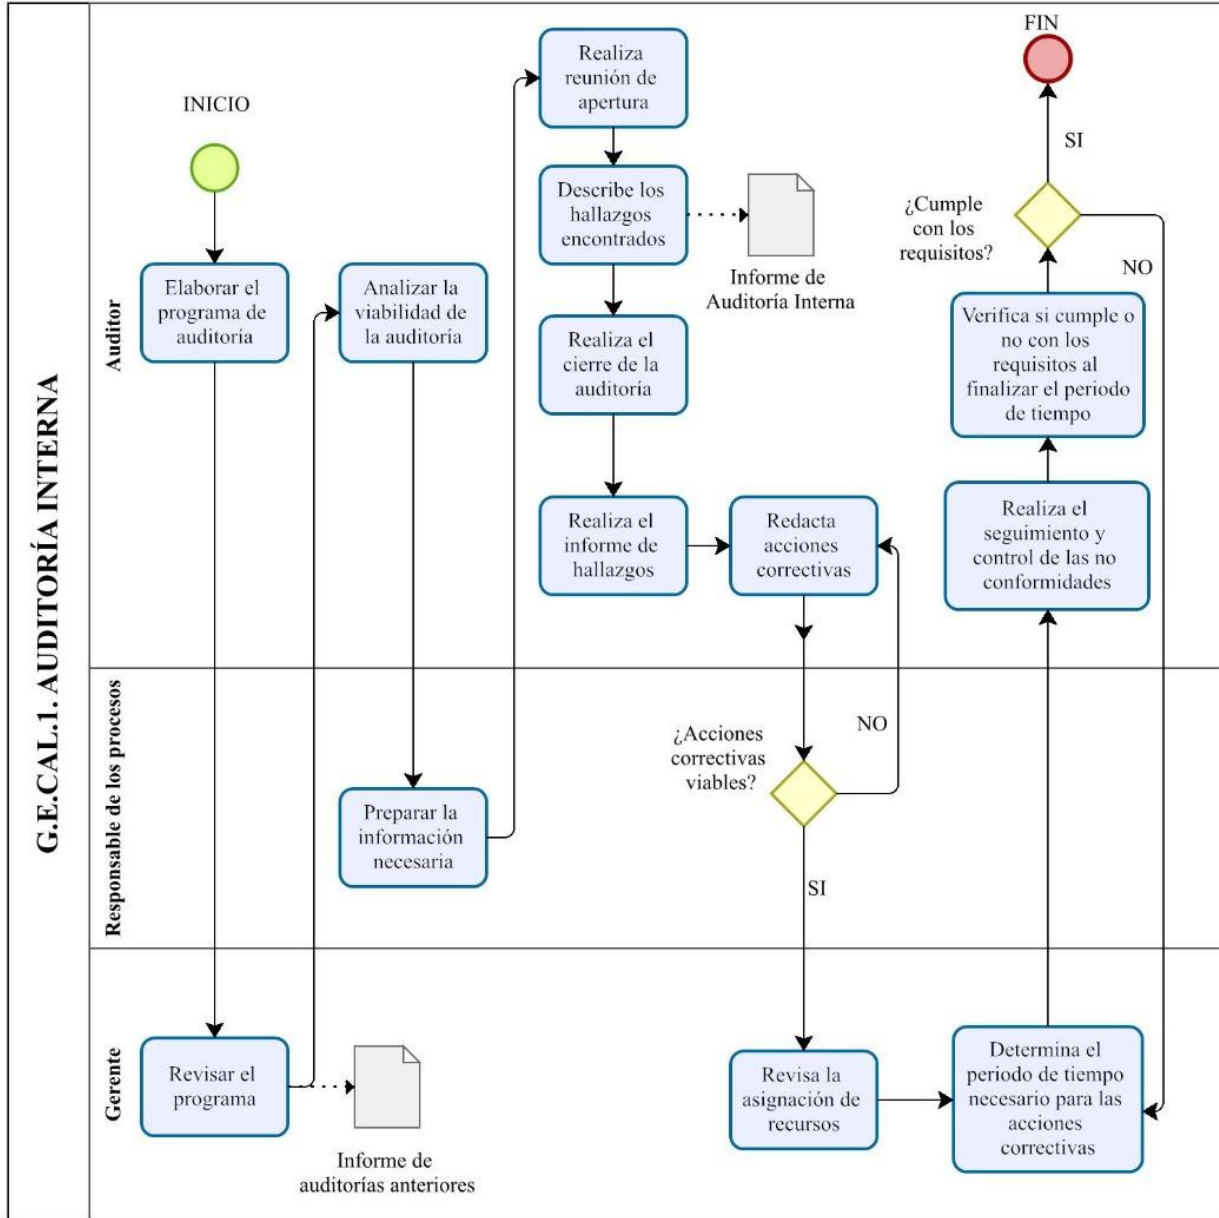 G.E.CAL.1. AUDITORÍA INTERNA
Auditor
INICIO
Elaborar el
programa de
auditoría
Analizar la
viabilidad de
la auditoría
Realiza
reunión de
apertura
Describe los
hallazgos
encontrados
Informe de
Auditoría Interna
Realiza el
cierre de la
auditoría
Realiza el
informe de
hallazgos
Redacta
acciones
correctivas
FIN
SI
¿Cumple
con los
requisitos?
NO
Verifica si cumple o
no con los
requisitos al
finalizar el periodo
de tiempo
Realiza el
seguimiento y
control de las no
conformidades
Responsable de los procesos
Preparar la
información
necesaria
¿Acciones
correctivas
viables?
NO
SI
Gerente
Revisar el
programa
Informe de
auditorías anteriores
Revisa la
asignación de
recursos
Determina el
periodo de tiempo
necesario para las
acciones
correctivas